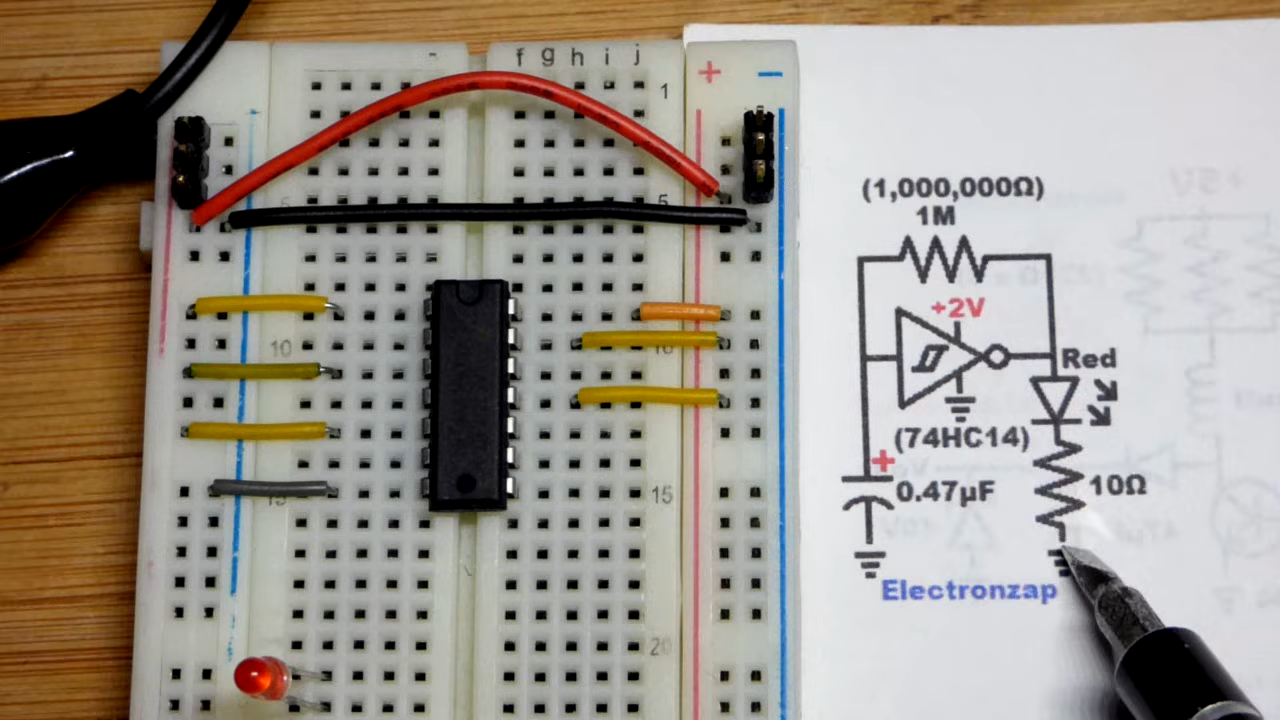 f g h i j
1
5
10
10
15
15
20
+ −
(1,000,000Ω)
1M
+2V
Red
(74HC14)
+
0.47µF
10Ω
Electronzap